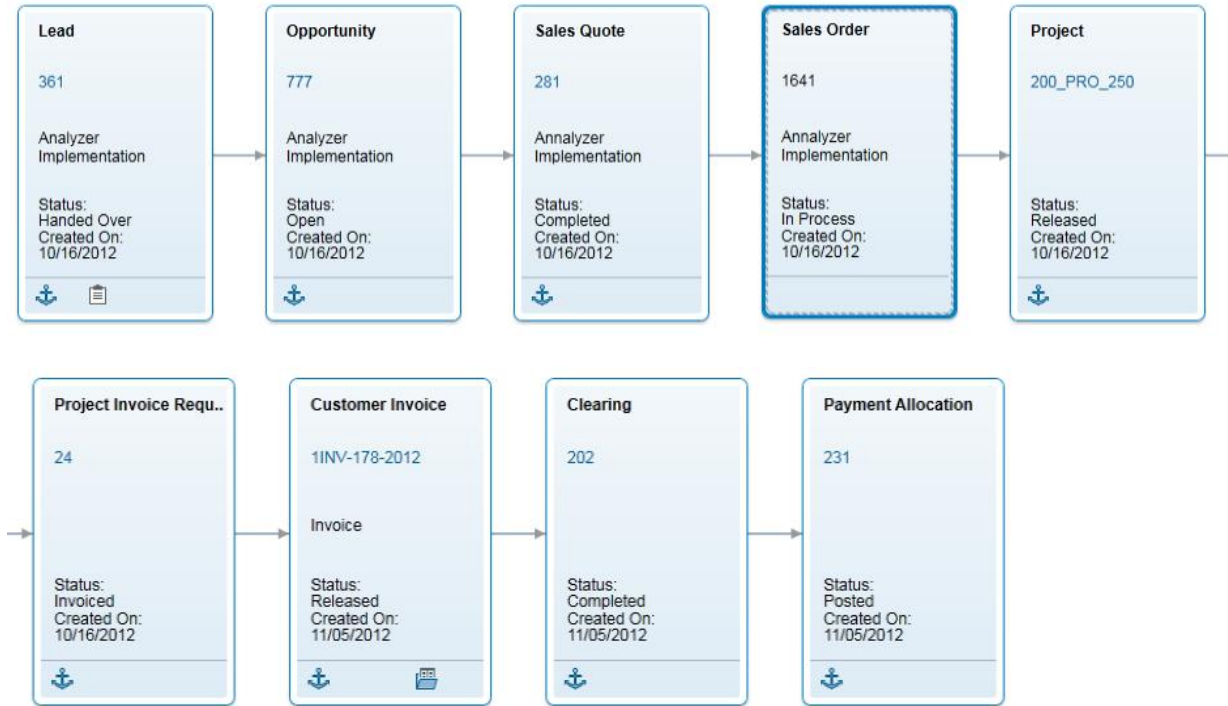 Lead
361
Analyzer
Implementation
Status:
Handed Over
Created On:
10/16/2012
Opportunity
777
Analyzer
Implementation
Status:
Open
Created On:
10/16/2012
Sales Quote
281
Annalyzer
Implementation
Status:
Completed
Created On:
10/16/2012
Sales Order
1641
Annalyzer
Implementation
Status:
In Process
Created On:
10/16/2012
Project
200_PRO_250
Status:
Released
Created On:
10/16/2012
Project Invoice Requ..
24
Status:
Invoiced
Created On:
10/16/2012
Customer Invoice
1INV-178-2012
Invoice
Status:
Released
Created On:
11/05/2012
Clearing
202
Status:
Completed
Created On:
11/05/2012
Payment Allocation
231
Status:
Posted
Created On:
11/05/2012